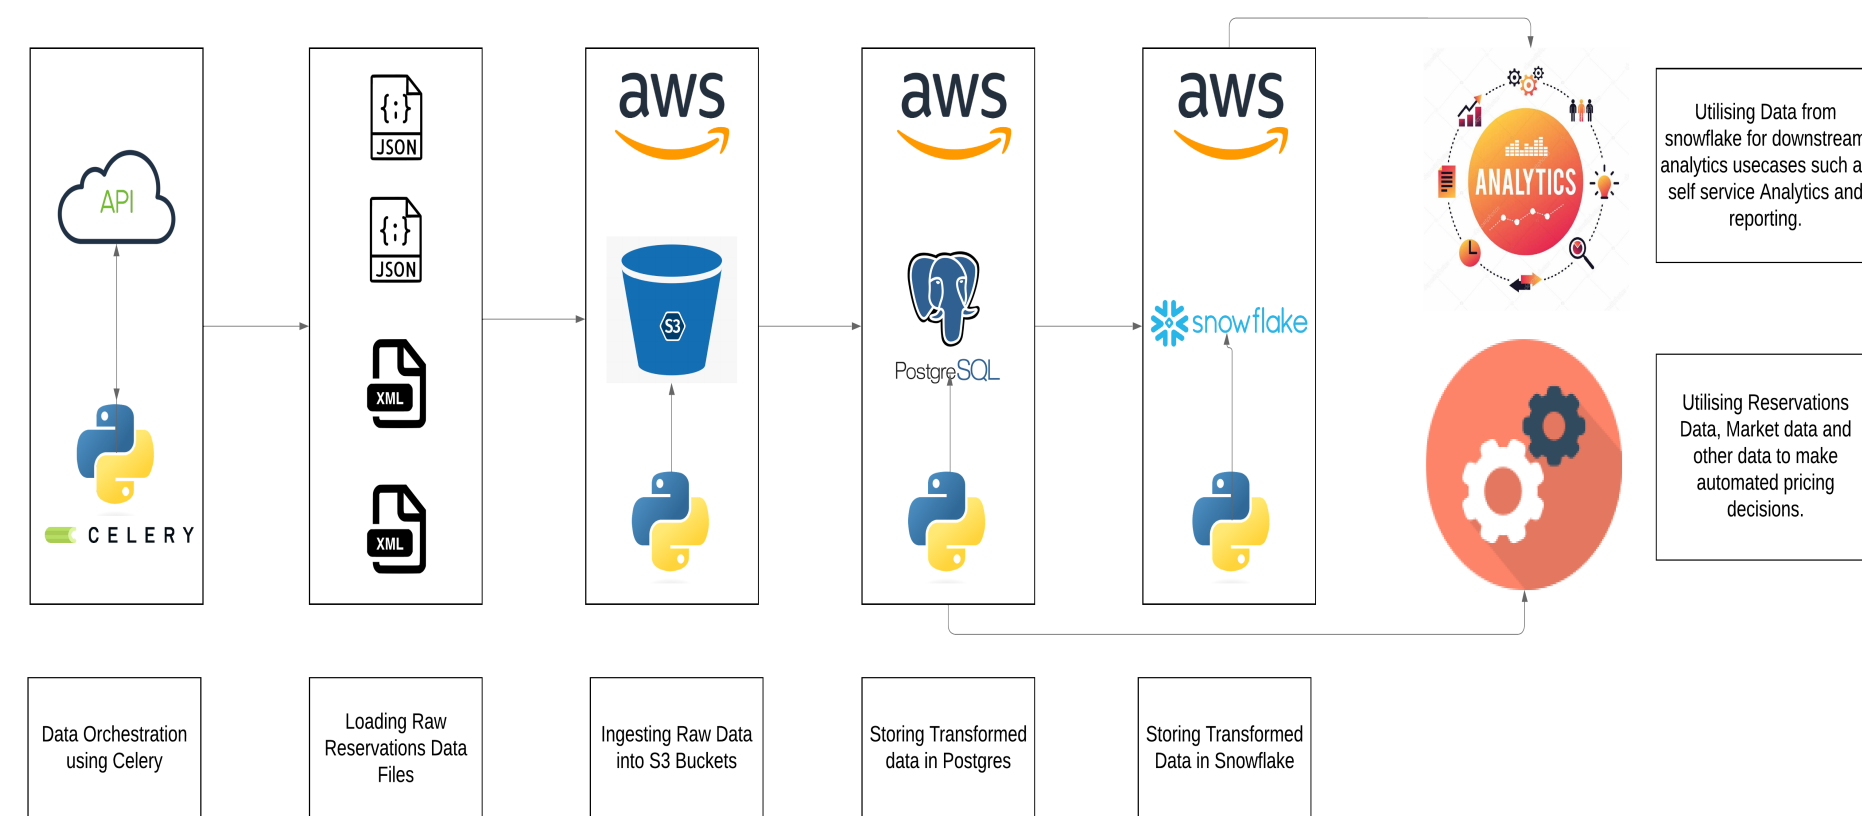 API
CELERY
JSON
JSON
XML
XML
aws
S3
aws
PostgreSQL
aws
snowflake
ANALYTICS
Utilising Data from
snowflake for downstream
analytics usecases such a
self service Analytics and
reporting.
Utilising Reservations
Data, Market data and
other data to make
automated pricing
decisions.
Data Orchestration
using Celery
Loading Raw
Reservations Data
Files
Ingesting Raw Data
into S3 Buckets
Storing Transformed
data in Postgres
Storing Transformed
Data in Snowflake